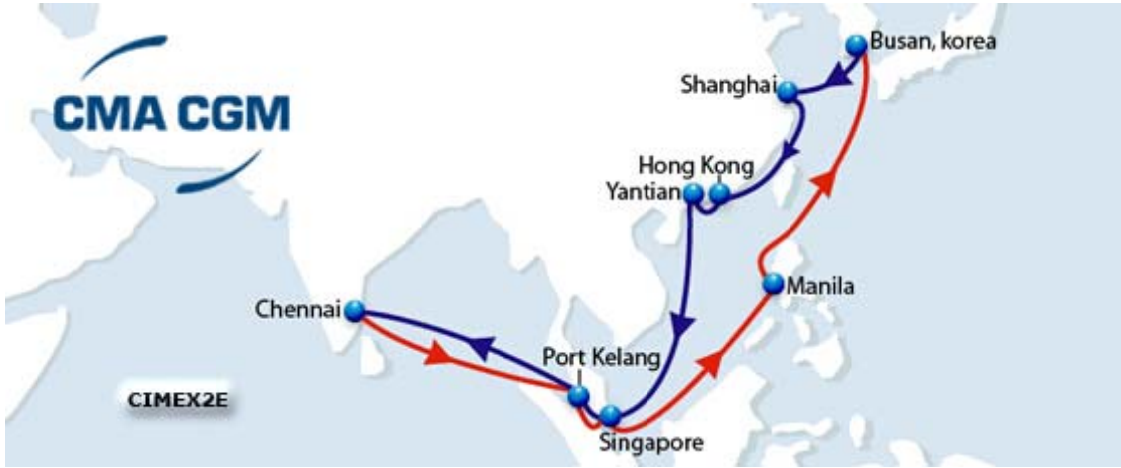 CMA CGM
Busan, korea
Shanghai
Hong Kong
Yantian
Manila
Chennai
Port Kelang
CIMEX2E
Singapore